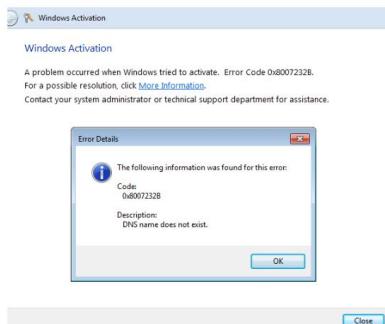 Windows Activation
Windows Activation
A problem occurred when Windows tried to activate. Error Code 0x8007232B.
For a possible resolution, click More Information.
Contact your system administrator or technical support department for assistance.
Error Details
The following information was found for this error:
Code:
0x8007232B
Description:
DNS name does not exist.
OK
Close